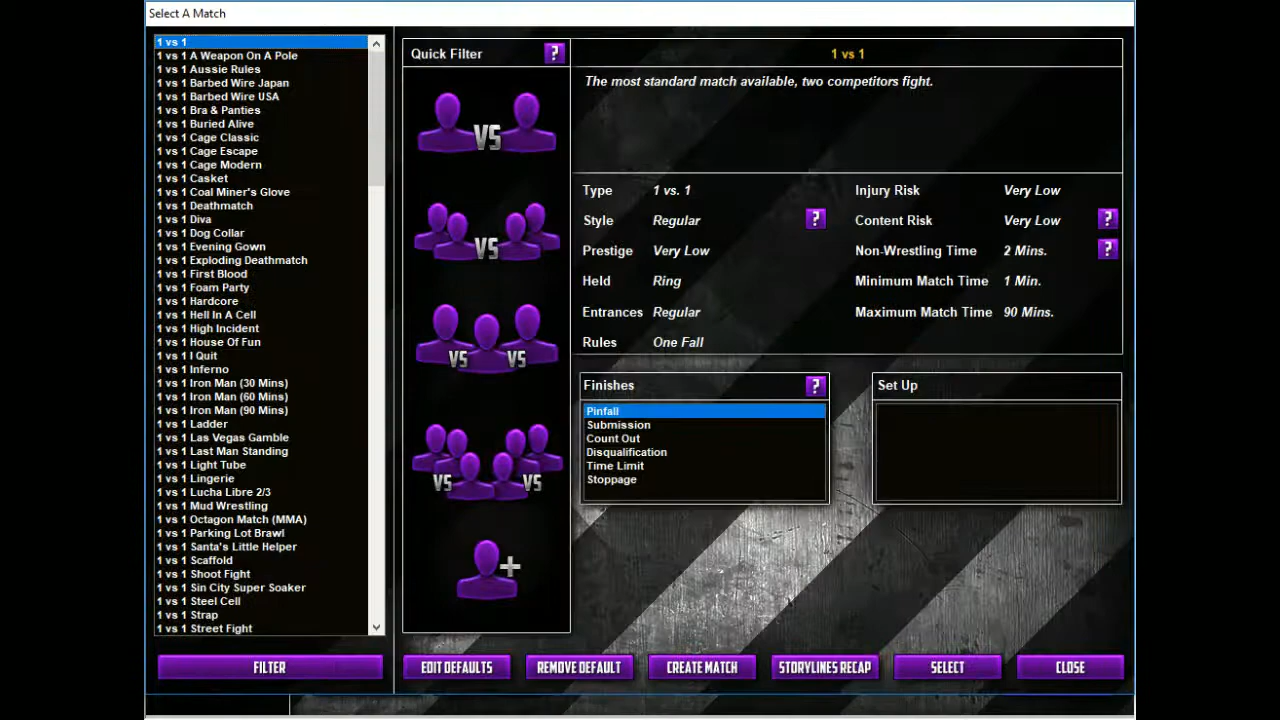 Select A Match
1 vs 1
1 vs 1 A Weapon On A Pole
1 vs 1 Aussie Rules
1 vs 1 Barbed Wire Japan
1 vs 1 Barbed Wire USA
1 vs 1 Bra & Panties
1 vs 1 Buried Alive
1 vs 1 Cage Classic
1 vs 1 Cage Escape
1 vs 1 Cage Modern
1 vs 1 Casket
1 vs 1 Coal Miner's Glove
1 vs 1 Deathmatch
1 vs 1 Diva
1 vs 1 Dog Collar
1 vs 1 Evening Gown
1 vs 1 Exploding Deathmatch
1 vs 1 First Blood
1 vs 1 Foam Party
1 vs 1 Hardcore
1 vs 1 Hell In A Cell
1 vs 1 High Incident
1 vs 1 House Of Fun
1 vs 1 I Quit
1 vs 1 Inferno
1 vs 1 Iron Man (30 Mins)
1 vs 1 Iron Man (60 Mins)
1 vs 1 Iron Man (90 Mins)
1 vs 1 Ladder
1 vs 1 Las Vegas Gamble
1 vs 1 Last Man Standing
1 vs 1 Light Tube
1 vs 1 Lingerie
1 vs 1 Lucha Libre 2/3
1 vs 1 Mud Wrestling
1 vs 1 Octagon Match (MMA)
1 vs 1 Parking Lot Brawl
1 vs 1 Santa's Little Helper
1 vs 1 Scaffold
1 vs 1 Shoot Fight
1 vs 1 Sin City Super Soaker
1 vs 1 Steel Cell
1 vs 1 Strap
1 vs 1 Street Fight
FILTER
Quick Filter ?
VS
VS
VS VS
VS VS
+
1 vs 1
The most standard match available, two competitors fight.
Type 1 vs. 1 Injury Risk Very Low
Style Regular ? Content Risk Very Low ?
Prestige Very Low Non-Wrestling Time 2 Mins. ?
Held Ring Minimum Match Time 1 Min.
Entrances Regular Maximum Match Time 90 Mins.
Rules One Fall
Finishes ?
Pinfall
Submission
Count Out
Disqualification
Time Limit
Stoppage
Set Up
EDIT DEFAULTS REMOVE DEFAULT CREATE MATCH STORYLINES RECAP SELECT CLOSE